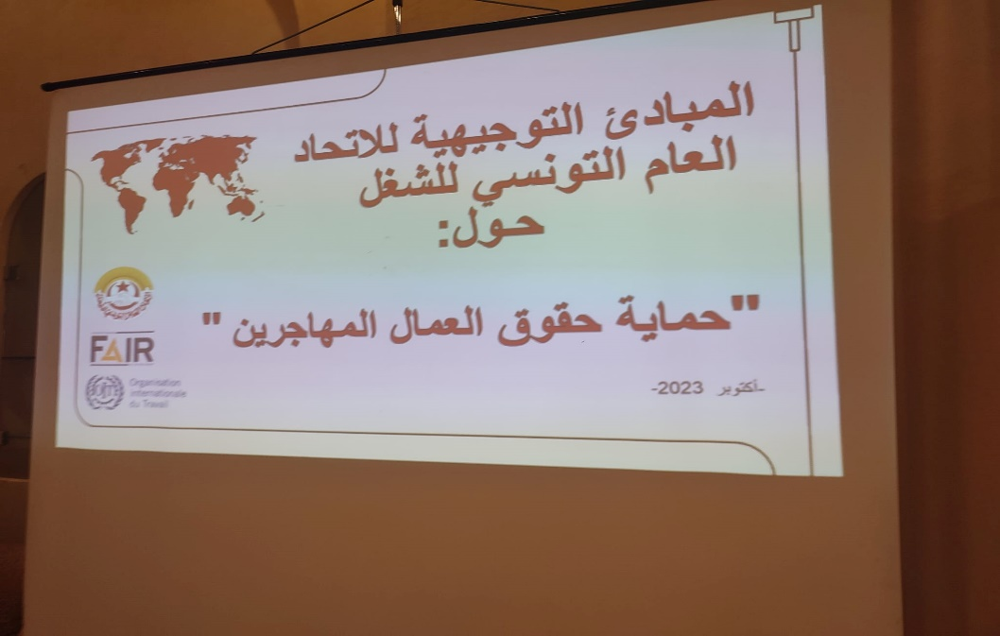 المبادئ التوجيهية للاتحاد
العام التونسي للشغل
حول:
"حماية حقوق العمال المهاجرين "
-أكتوبر 2023-
FAIR
Organisation
internationale
du Travail